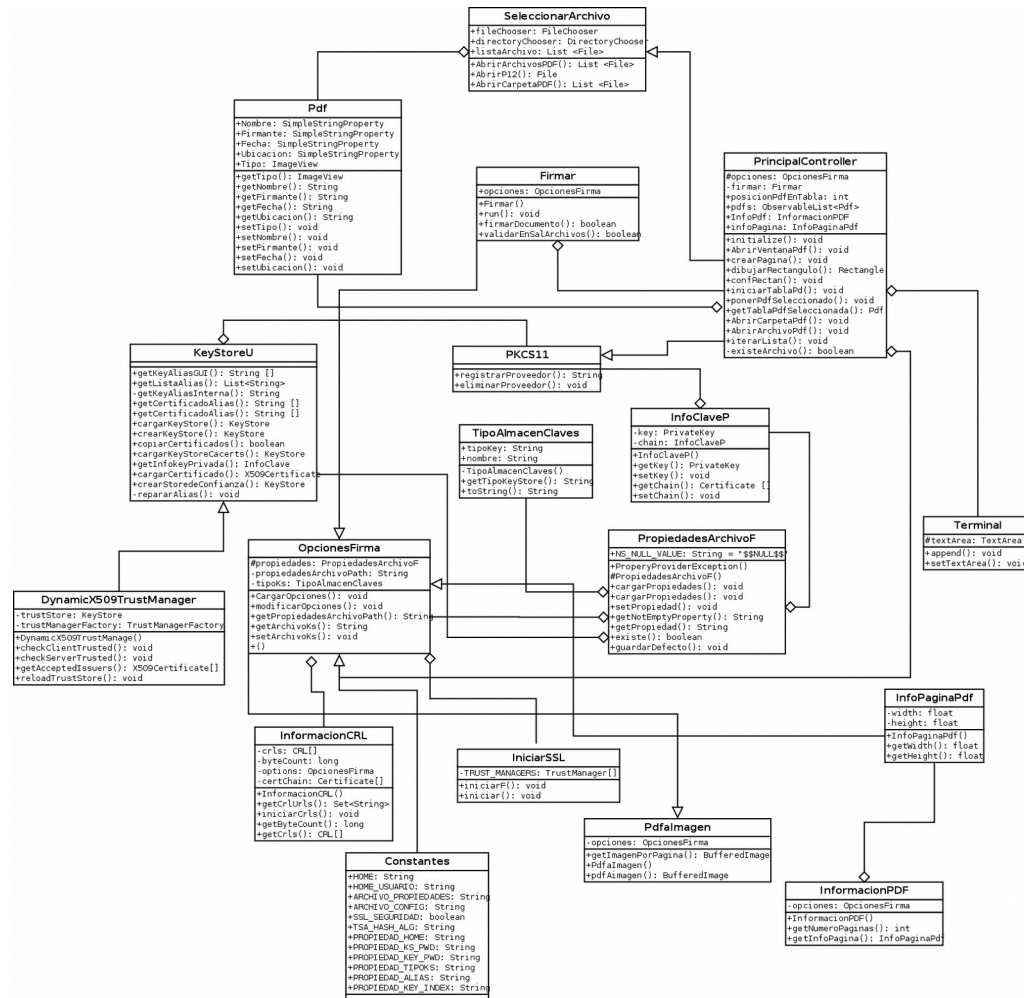 SeleccionarArchivo
+fileChooser: FileChooser
+directoryChooser: DirectoryChooser
+listaArchivo: List <File>
+AbrirArchivosPDF(): List <File>
+AbrirP12(): File
+AbrirCarpetaPDF(): List <File>
Pdf
+Nombre: SimpleStringProperty
+Firmante: SimpleStringProperty
+Fecha: SimpleStringProperty
+Ubicacion: SimpleStringProperty
+Tipo: ImageView
+getTipo(): ImageView
+getNombre(): String
+getFirmante(): String
+getFecha(): String
+getUbicacion(): String
+setTipo(): void
+setNombre(): void
+setFirmante(): void
+setFecha(): void
+setUbicacion(): void
Firmar
+opciones: OpcionesFirma
+Firmar()
+run(): void
+firmarDocumento(): boolean
+validarEnSalArchivos(): boolean
PrincipalController
#opciones: OpcionesFirma
-firmar: Firmar
+posicionPdfEnTabla: int
+pdfs: ObservableList<Pdf>
+InfoPdf: InformacionPDF
+infoPagina: InfoPaginaPdf
+initialize(): void
+AbrirVentanaPdf(): void
+crearPagina(): void
+dibujarRectangulo(): Rectangle
+confRectan(): void
+iniciarTablaPd(): void
+ponerPdfSeleccionado(): void
+getTablaPdfSeleccionada(): Pdf
+AbrirCarpetaPdf(): void
+AbrirArchivoPdf(): void
+iterarLista(): void
-existeArchivo(): boolean
KeyStoreU
+getKeyAliasGUI(): String []
+getListaAlias(): List<String>
-getKeyAliasInterna(): String
+getCertificadoAlias(): String []
+getCertificadoAlias(): String []
+cargarKeyStore(): KeyStore
+crearKeyStore(): KeyStore
+copiarCertificados(): boolean
+cargarKeyStoreCacerts(): KeyStore
+getInfokeyPrivada(): InfoClave
+cargarCertificado(): X509Certificate
+crearStoredeConfianza(): KeyStore
-repararAlias(): void
PKCS11
+registrarProveedor(): String
+eliminarProveedor(): void
InfoClaveP
-key: PrivateKey
-chain: InfoClaveP
+InfoClaveP()
+getKey(): PrivateKey
+setKey(): void
+getChain(): Certificate []
+setChain(): void
TipoAlmacenClaves
+tipoKey: String
+nombre: String
-TipoAlmacenClaves()
+getTipoKeyStore(): String
+toString(): String
Terminal
#textArea: TextArea
+append(): void
+setTextArea(): void
OpcionesFirma
#propiedades: PropiedadesArchivoF
-propiedadesArchivoPath: String
-tipoKs: TipoAlmacenClaves
+CargarOpciones(): void
+modificarOpciones(): void
+getPropiedadesArchivoPath(): String
+getArchivoKs(): String
+setArchivoKs(): void
+()
PropiedadesArchivoF
+NS_NULL_VALUE: String = "$$NULL$$"
+ProperyProviderException()
#PropiedadesArchivoF()
+cargarPropiedades(): void
+cargarPropiedades(): void
+setPropiedad(): void
+getNotEmptyProperty(): String
+getPropiedad(): String
+existe(): boolean
+guardarDefecto(): void
DynamicX509TrustManager
-trustStore: KeyStore
-trustManagerFactory: TrustManagerFactory
+DynamicX509TrustManage()
+checkClientTrusted(): void
+checkServerTrusted(): void
+getAcceptedIssuers(): X509Certificate[]
+reloadTrustStore(): void
InfoPaginaPdf
-width: float
-height: float
+InfoPaginaPdf()
+getWidth(): float
+getHeight(): float
InformacionCRL
-crls: CRL[]
-byteCount: long
-options: OpcionesFirma
-certChain: Certificate[]
+InformacionCRL()
+getCrlUrls(): Set<String>
+iniciarCrls(): void
+getByteCount(): long
+getCrls(): CRL[]
IniciarSSL
-TRUST_MANAGERS: TrustManager[]
+iniciarF(): void
+iniciar(): void
PdfaImagen
-opciones: OpcionesFirma
+getImagenPorPagina(): BufferedImage
+PdfaImagen()
+pdfAimagen(): BufferedImage
Constantes
+HOME: String
+HOME_USUARIO: String
+ARCHIVO_PROPIEDADES: String
+ARCHIVO_CONFIG: String
+SSL_SEGURIDAD: boolean
+TSA_HASH_ALG: String
+PROPIEDAD_HOME: String
+PROPIEDAD_KS_PWD: String
+PROPIEDAD_KEY_PWD: String
+PROPIEDAD_TIPOKS: String
+PROPIEDAD_ALIAS: String
+PROPIEDAD_KEY_INDEX: String
InformacionPDF
-opciones: OpcionesFirma
+InformacionPDF()
+getNumeroPaginas(): int
+getInfoPagina(): InfoPaginaPdf